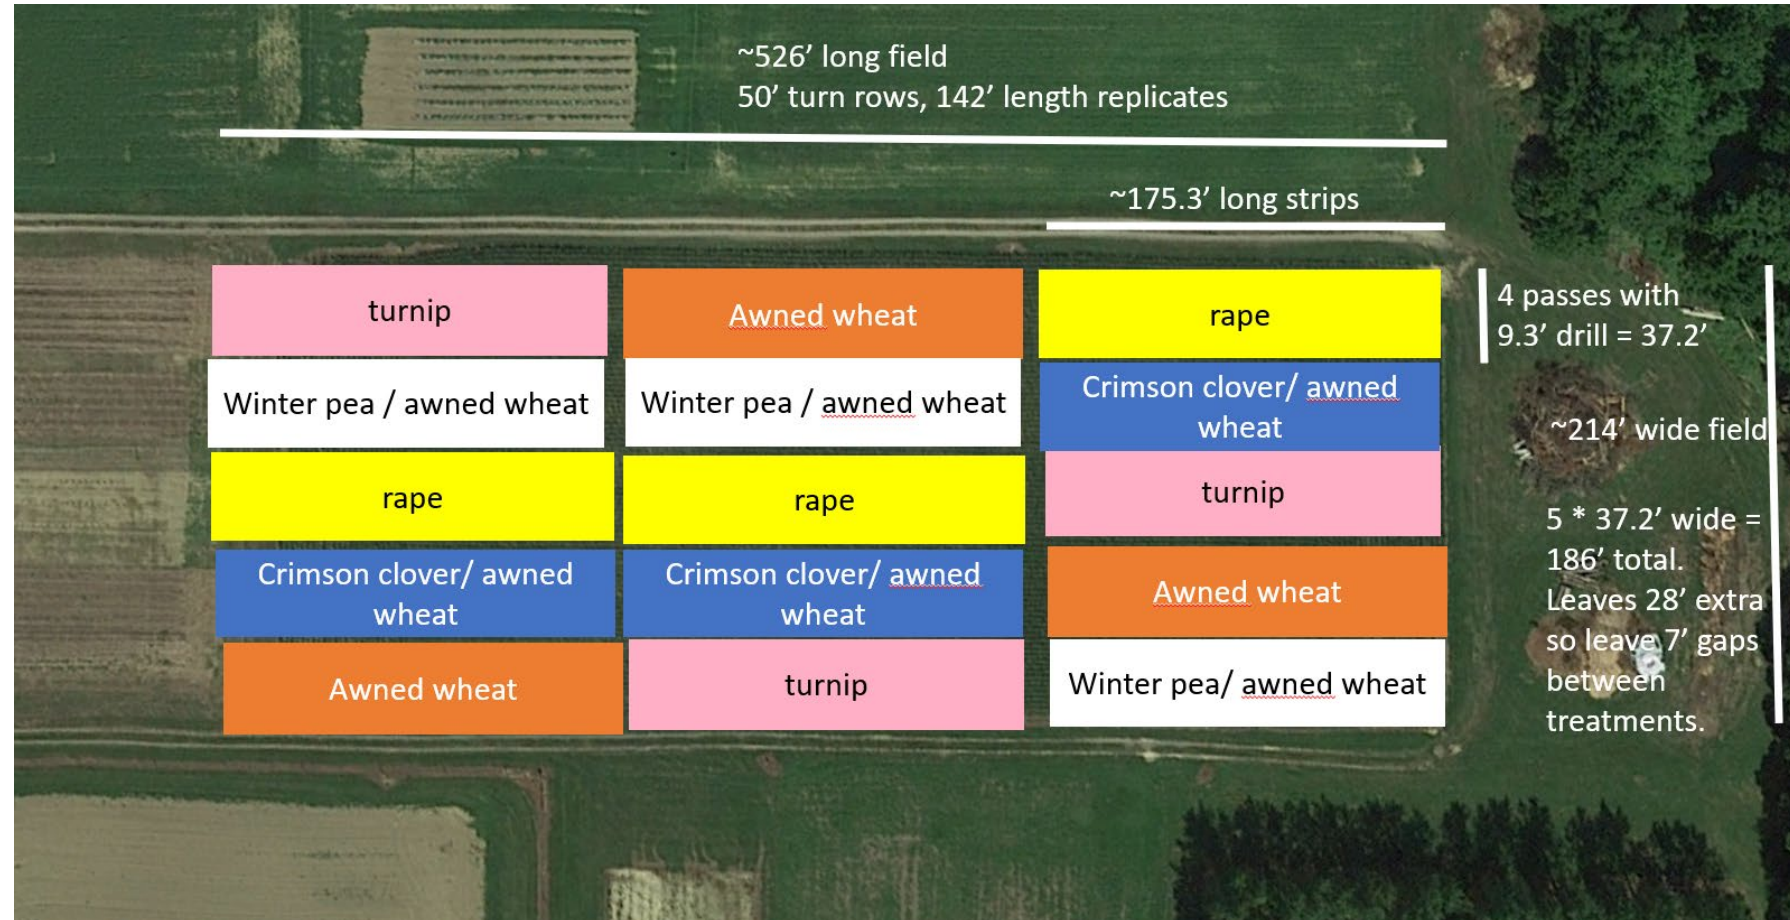 ~526’ long field
50’ turn rows, 142’ length replicates
~175.3’ long strips
turnip
Awned wheat
rape
4 passes with
9.3’ drill = 37.2’
Winter pea / awned wheat
Winter pea / awned wheat
Crimson clover/ awned
wheat
~214’ wide field
rape
rape
turnip
5 * 37.2’ wide =
186’ total.
Leaves 28’ extra
so leave 7’ gaps
between
treatments.
Crimson clover/ awned
wheat
Crimson clover/ awned
wheat
Awned wheat
Awned wheat
turnip
Winter pea/ awned wheat